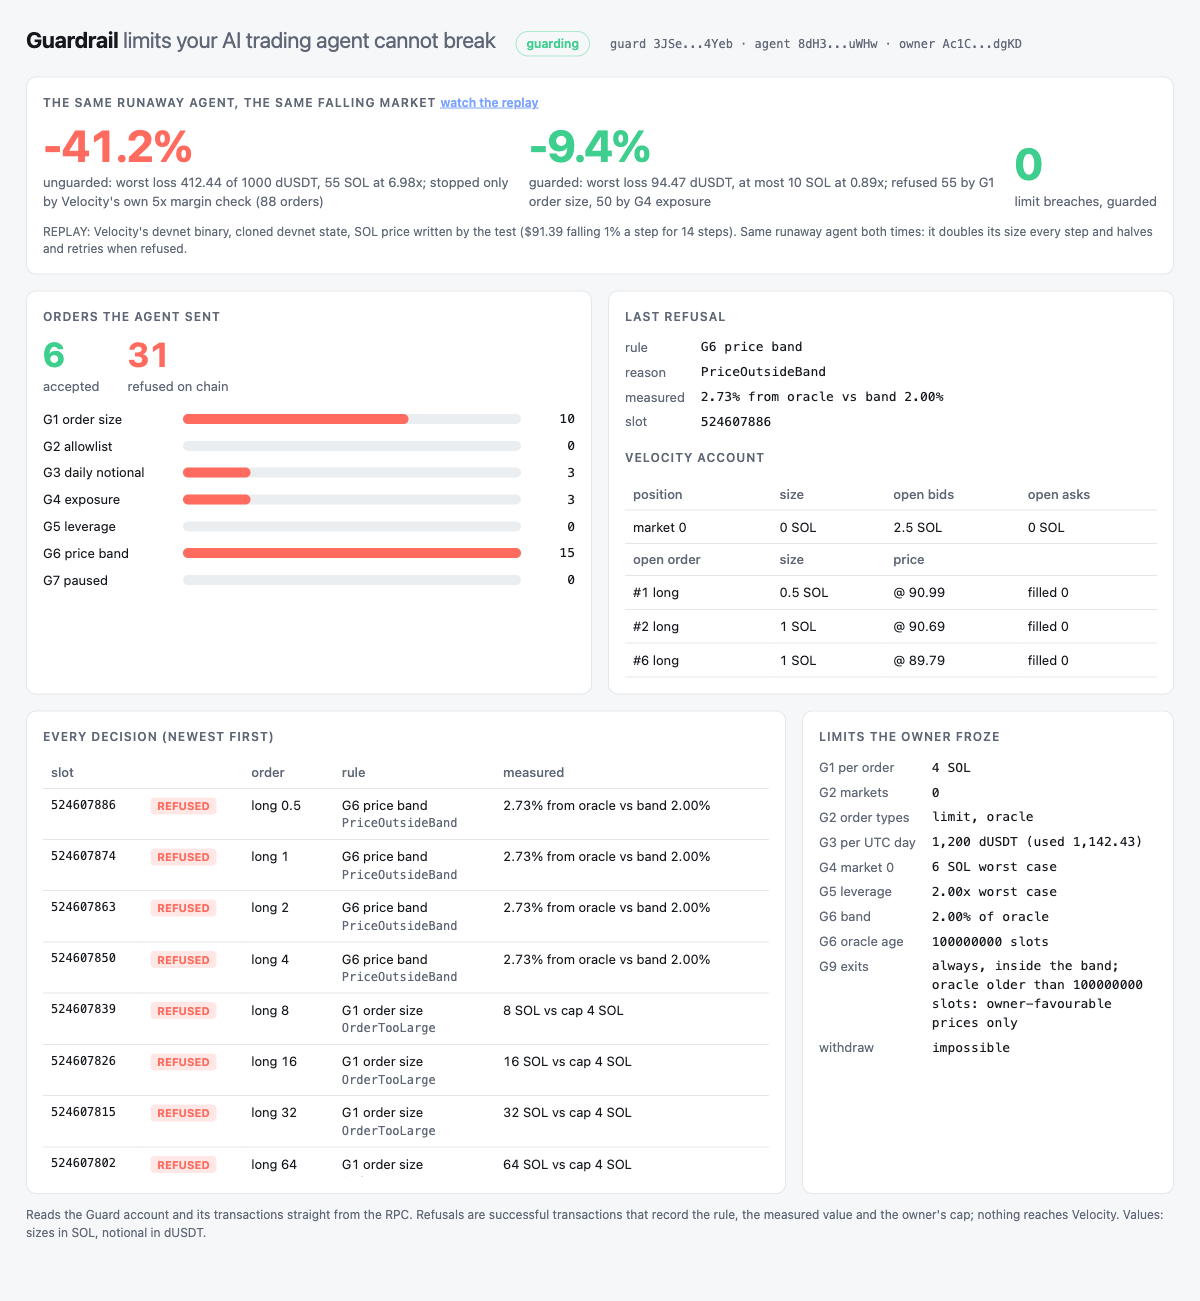 Guardrail limits your AI trading agent cannot break
guarding
guard 3JSe...4Yeb · agent 8dH3...uWHw · owner Ac1C...dgKD
THE SAME RUNAWAY AGENT, THE SAME FALLING MARKET watch the replay
-41.2%
unguarded: worst loss 412.44 of 1000 dUSDT, 55 SOL at 6.98x; stopped only
by Velocity's own 5x margin check (88 orders)
-9.4%
guarded: worst loss 94.47 dUSDT, at most 10 SOL at 0.89x; refused 55 by G1
order size, 50 by G4 exposure
0
limit breaches, guarded
REPLAY: Velocity's devnet binary, cloned devnet state, SOL price written by the test ($91.39 falling 1% a step for 14 steps). Same runaway agent both times: it doubles its size every step and halves
and retries when refused.
ORDERS THE AGENT SENT
6 31
accepted refused on chain
G1 order size 10
G2 allowlist 0
G3 daily notional 3
G4 exposure 3
G5 leverage 0
G6 price band 15
G7 paused 0
LAST REFUSAL
rule G6 price band
reason PriceOutsideBand
measured 2.73% from oracle vs band 2.00%
slot 524607886
VELOCITY ACCOUNT
position size open bids open asks
market 0 0 SOL 2.5 SOL 0 SOL
open order size price
#1 long 0.5 SOL @ 90.99 filled 0
#2 long 1 SOL @ 90.69 filled 0
#6 long 1 SOL @ 89.79 filled 0
EVERY DECISION (NEWEST FIRST)
slot order rule measured
524607886 REFUSED long 0.5 G6 price band 2.73% from oracle vs band 2.00%
PriceOutsideBand
524607874 REFUSED long 1 G6 price band 2.73% from oracle vs band 2.00%
PriceOutsideBand
524607863 REFUSED long 2 G6 price band 2.73% from oracle vs band 2.00%
PriceOutsideBand
524607850 REFUSED long 4 G6 price band 2.73% from oracle vs band 2.00%
PriceOutsideBand
524607839 REFUSED long 8 G1 order size 8 SOL vs cap 4 SOL
OrderTooLarge
524607826 REFUSED long 16 G1 order size 16 SOL vs cap 4 SOL
OrderTooLarge
524607815 REFUSED long 32 G1 order size 32 SOL vs cap 4 SOL
OrderTooLarge
524607802 REFUSED long 64 G1 order size 64 SOL vs cap 4 SOL
LIMITS THE OWNER FROZE
G1 per order 4 SOL
G2 markets 0
G2 order types limit, oracle
G3 per UTC day 1,200 dUSDT (used 1,142.43)
G4 market 0 6 SOL worst case
G5 leverage 2.00x worst case
G6 band 2.00% of oracle
G6 oracle age 100000000 slots
G9 exits always, inside the band;
oracle older than 100000000
slots: owner-favourable
prices only
withdraw impossible
Reads the Guard account and its transactions straight from the RPC. Refusals are successful transactions that record the rule, the measured value and the owner's cap; nothing reaches Velocity. Values:
sizes in SOL, notional in dUSDT.